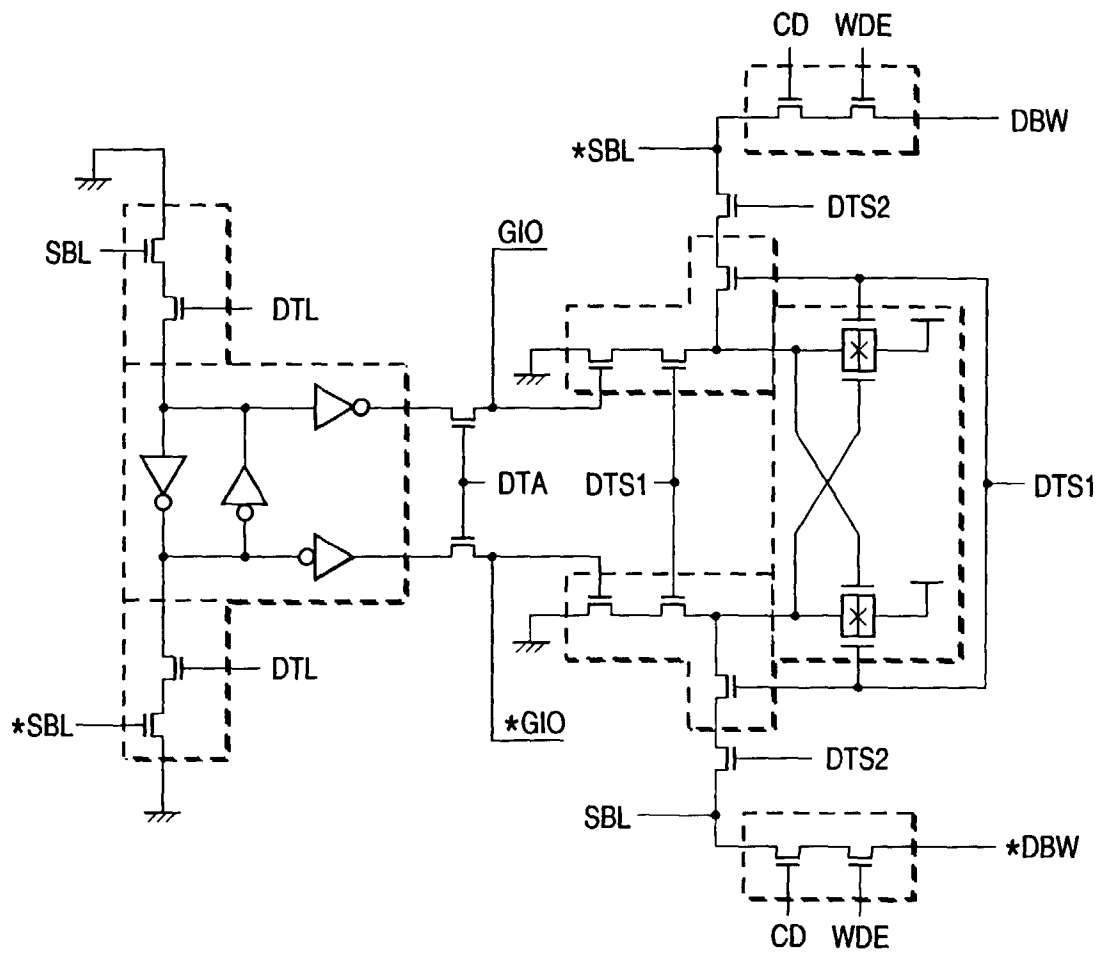 CD WDE
DBW
*SBL
DTS2
SBL
GIO
DTL
DTA
DTS1
DTS1
DTL
*SBL
*GIO
DTS2
SBL
*DBW
CD WDE